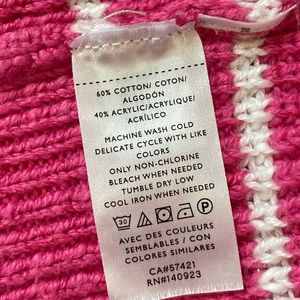 60% COTTON/ COTON/
ALGODÓN
40% ACRYLIC/ACRYLIQUE/
ACRÍLICO
MACHINE WASH COLD
DELICATE CYCLE WITH LIKE
COLORS
ONLY NON-CHLORINE
BLEACH WHEN NEEDED
TUMBLE DRY LOW
COOL IRON WHEN NEEDED
30
AVEC DES COULEURS
SEMBLABLES / CON
COLORES SIMILARES
CA#57421
RN#140923